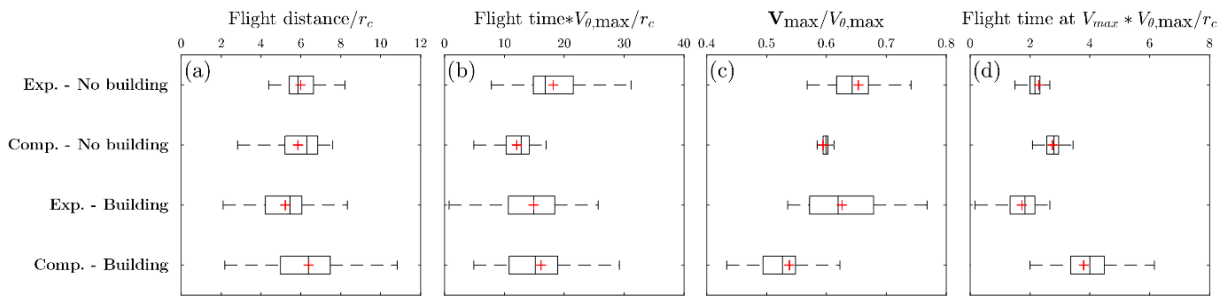 Flight distance/r_c
Flight time*V_θ,max/r_c
V_max/V_θ,max
Flight time at V_max * V_θ,max/r_c
0 2 4 6 8 10 12
0 10 20 30 40
0.4 0.5 0.6 0.7 0.8
0 2 4 6 8
(a)
(b)
(c)
(d)
Exp. - No building
Comp. - No building
Exp. - Building
Comp. - Building